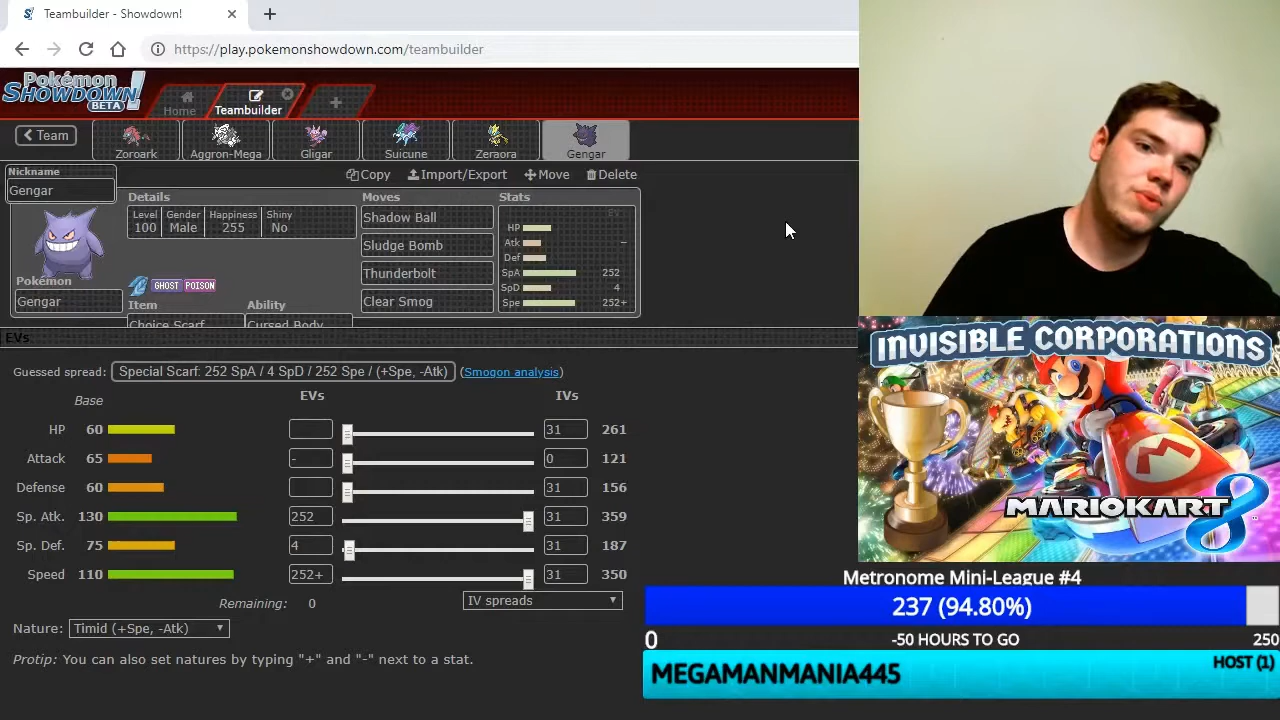 Teambuilder - Showdown!
https://play.pokemonshowdown.com/teambuilder
Pokémon
Showdown!
BETA
Home
Teambuilder
Team
Zoroark
Aggron-Mega
Gligar
Suicune
Zeraora
Gengar
Nickname
Gengar
Copy
Import/Export
Move
Delete
Details
Level
100
Gender
Male
Happiness
255
Shiny
No
Moves
Shadow Ball
Sludge Bomb
Thunderbolt
Clear Smog
Stats
EV
HP
Atk –
Def
SpA 252
SpD 4
Spe 252+
Pokémon
Gengar
GHOST POISON
Item
Choice Scarf
Ability
Cursed Body
EVs
Guessed spread: Special Scarf: 252 SpA / 4 SpD / 252 Spe / (+Spe, -Atk) (Smogon analysis)
Base EVs IVs
HP 60 31 261
Attack 65 - 0 121
Defense 60 31 156
Sp. Atk. 130 252 31 359
Sp. Def. 75 4 31 187
Speed 110 252+ 31 350
Remaining: 0
IV spreads
Nature: Timid (+Spe, -Atk)
Protip: You can also set natures by typing "+" and "-" next to a stat.
INVISIBLE CORPORATIONS
M
MARIOKART 8
Metronome Mini-League #4
237 (94.80%)
0 -50 HOURS TO GO 250
MEGAMANMANIA445 HOST (1)